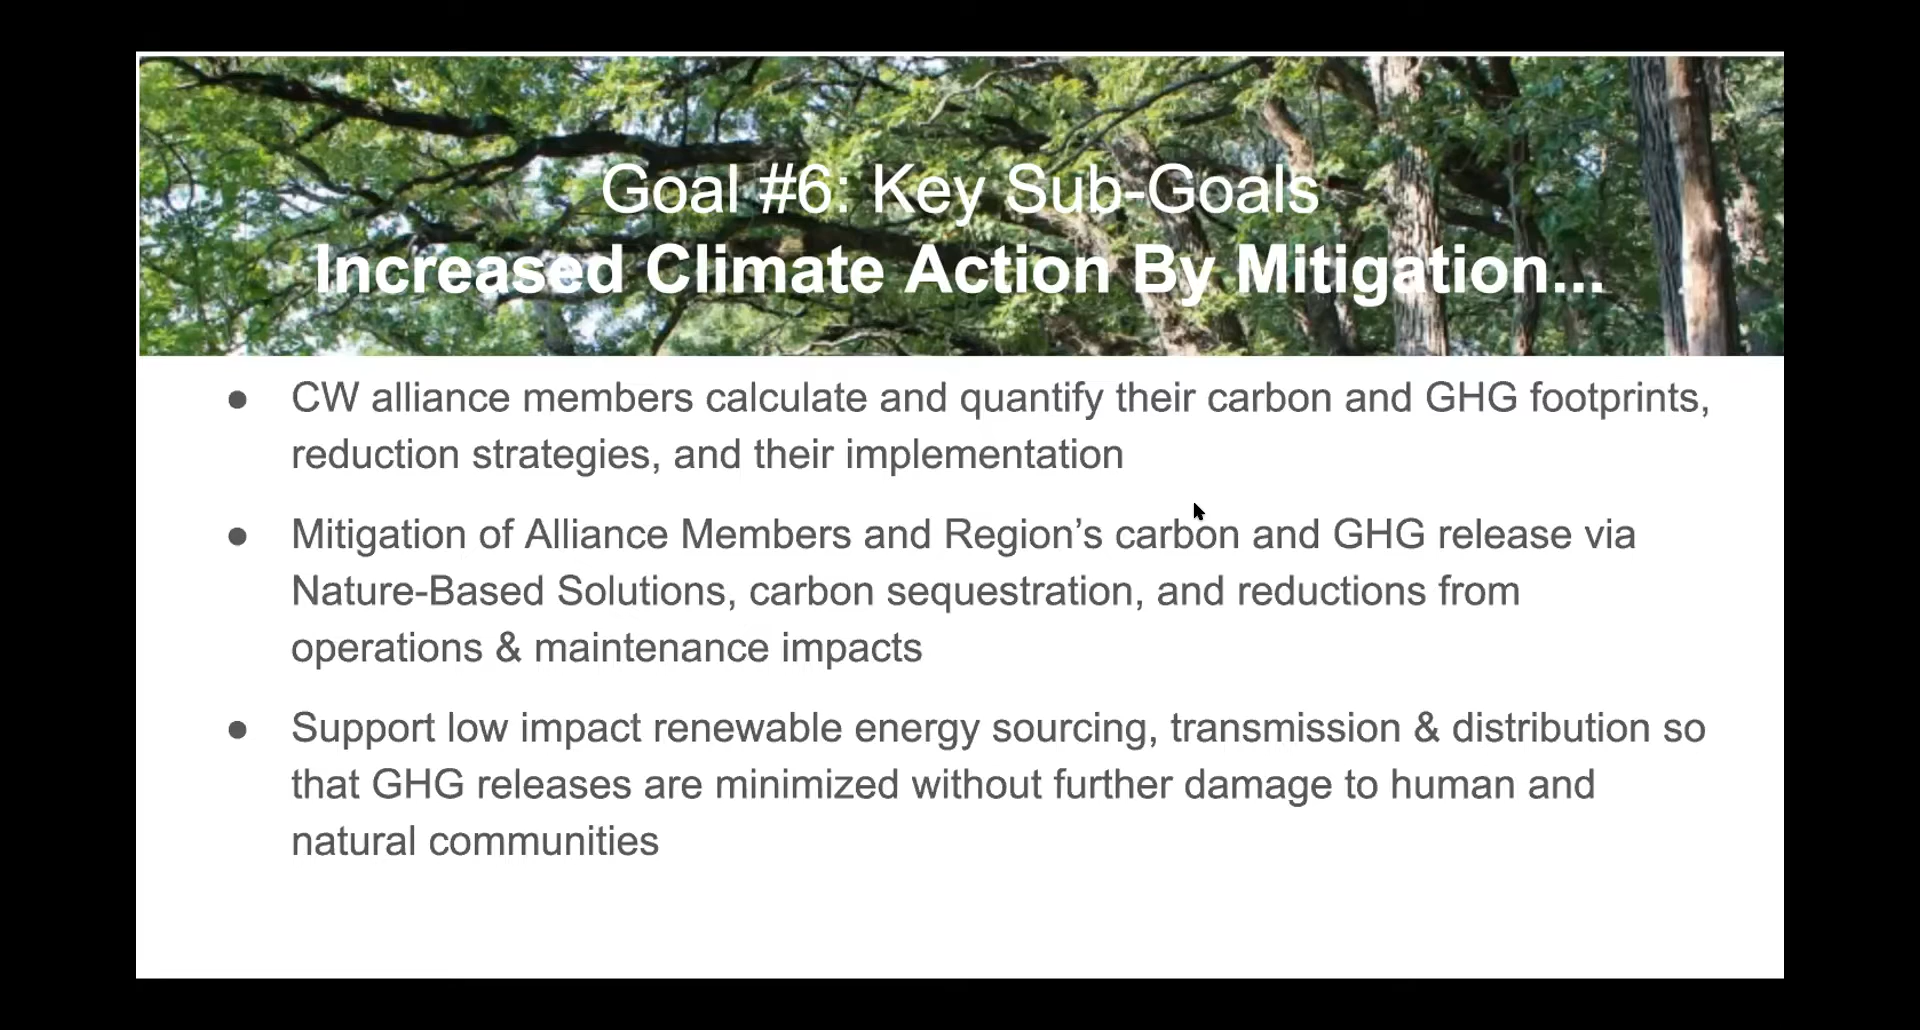 Goal #6: Key Sub-Goals
Increased Climate Action By Mitigation...
● CW alliance members calculate and quantify their carbon and GHG footprints,
reduction strategies, and their implementation
● Mitigation of Alliance Members and Region’s carbon and GHG release via
Nature-Based Solutions, carbon sequestration, and reductions from
operations & maintenance impacts
● Support low impact renewable energy sourcing, transmission & distribution so
that GHG releases are minimized without further damage to human and
natural communities